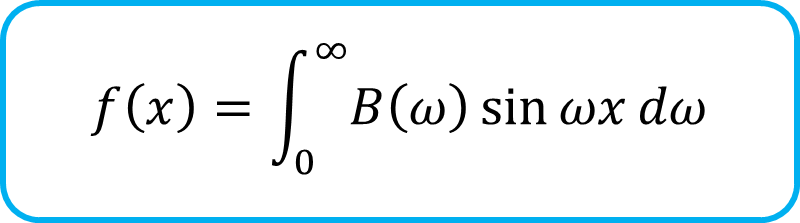 f(x) = ∫₀^∞ B(ω) sin ωx dω